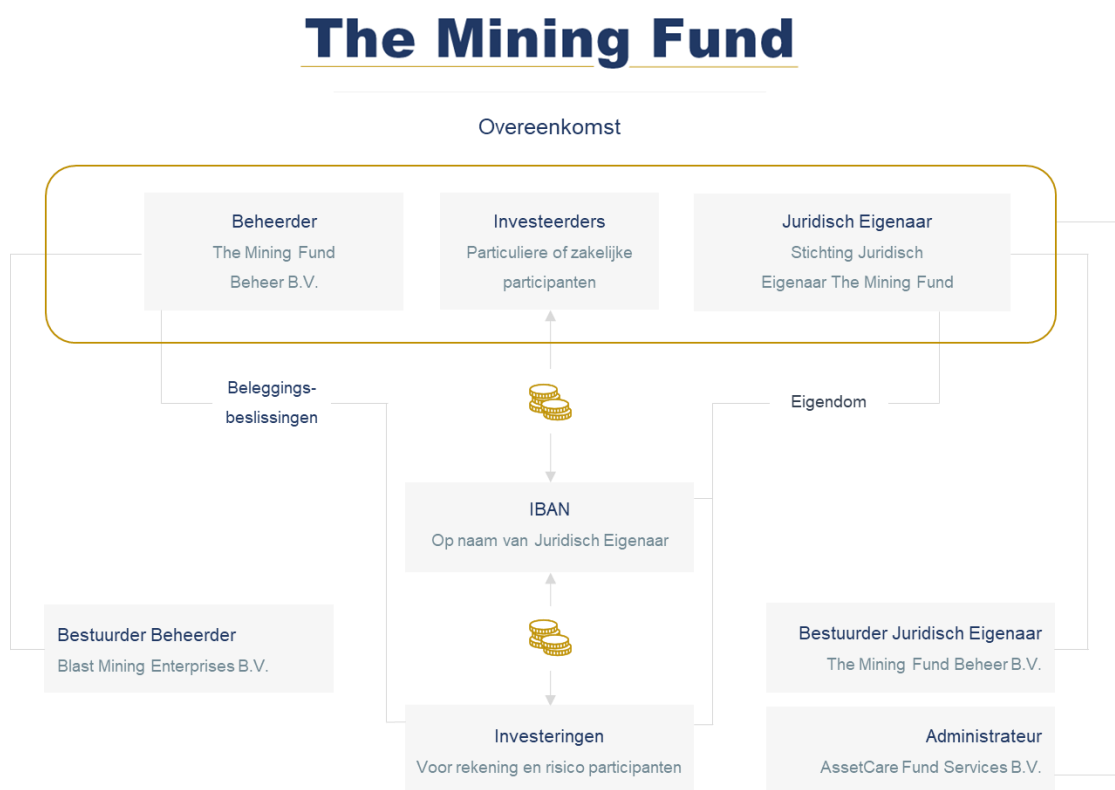 The Mining Fund
Overeenkomst
Beheerder
The Mining Fund
Beheer B.V.
Investeerders
Particuliere of zakelijke
participanten
Juridisch Eigenaar
Stichting Juridisch
Eigenaar The Mining Fund
Beleggings-
beslissingen
Eigendom
IBAN
Op naam van Juridisch Eigenaar
Bestuurder Beheerder
Blast Mining Enterprises B.V.
Bestuurder Juridisch Eigenaar
The Mining Fund Beheer B.V.
Investeringen
Voor rekening en risico participanten
Administrateur
AssetCare Fund Services B.V.